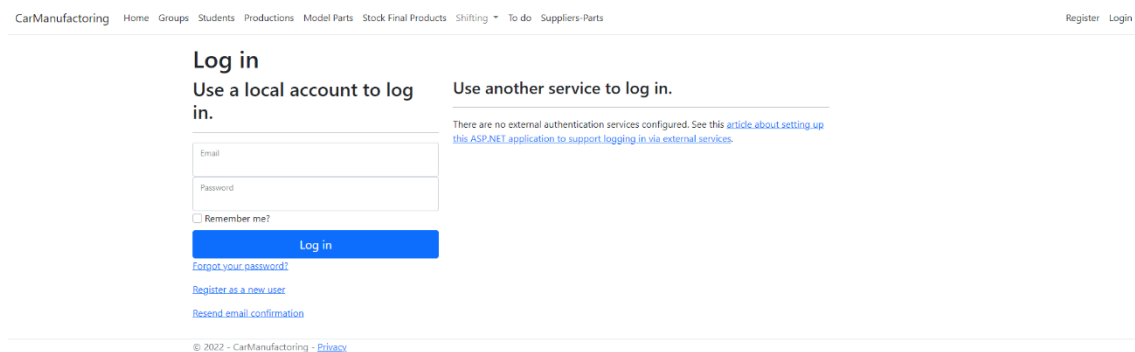 CarManufactoring Home Groups Students Productions Model Parts Stock Final Products Shifting To do Suppliers-Parts Register Login
Log in
Use a local account to log
in.
Email
Password
Remember me?
Log in
Forgot your password?
Register as a new user
Resend email confirmation
Use another service to log in.
There are no external authentication services configured. See this article about setting up
this ASP.NET application to support logging in via external services.
© 2022 - CarManufactoring - Privacy